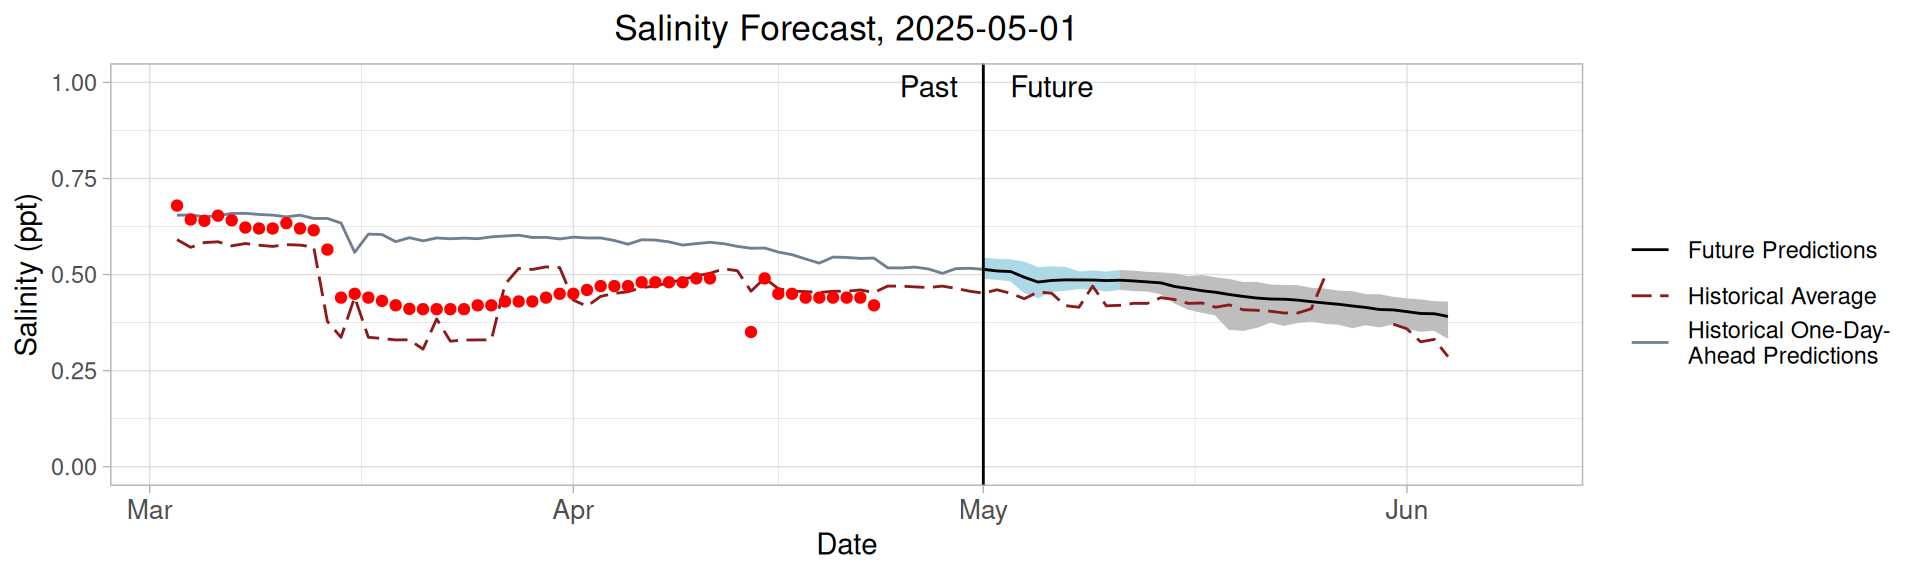 Salinity Forecast, 2025-05-01
Past
Future
1.00
0.75
0.50
0.25
0.00
Salinity (ppt)
Mar
Apr
May
Jun
Date
Future Predictions
Historical Average
Historical One-Day-
Ahead Predictions